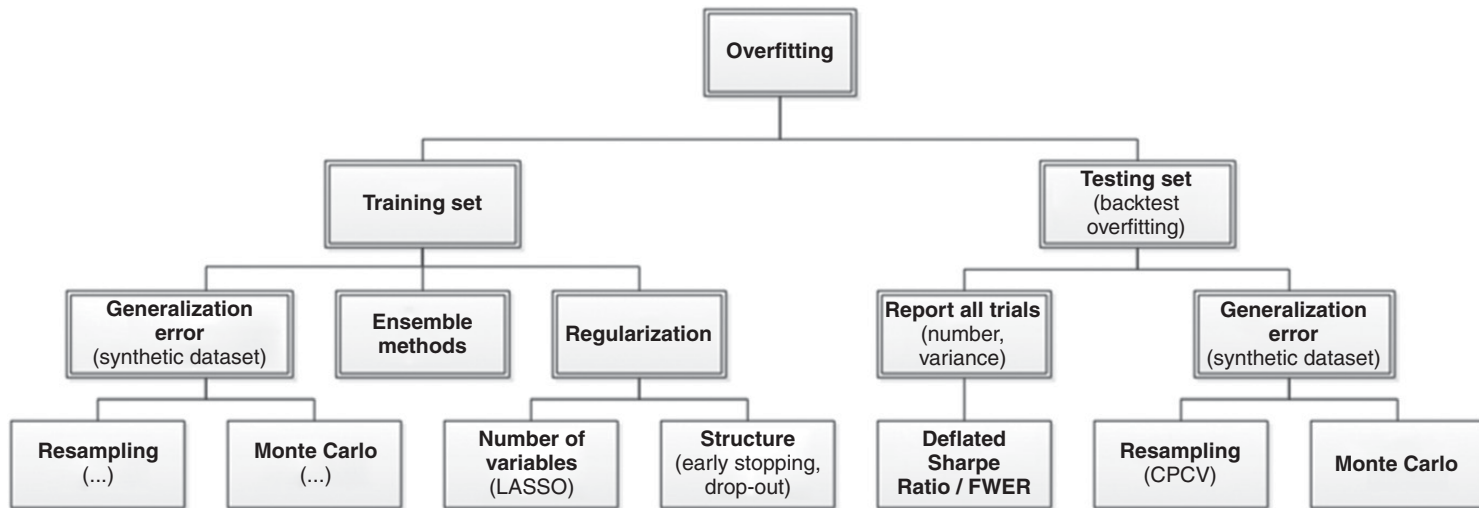 Overfitting
Training set
Testing set
(backtest
overfitting)
Generalization
error
(synthetic dataset)
Ensemble
methods
Regularization
Report all trials
(number,
variance)
Generalization
error
(synthetic dataset)
Resampling
(...)
Monte Carlo
(...)
Number of
variables
(LASSO)
Structure
(early stopping,
drop-out)
Deflated
Sharpe
Ratio / FWER
Resampling
(CPCV)
Monte Carlo